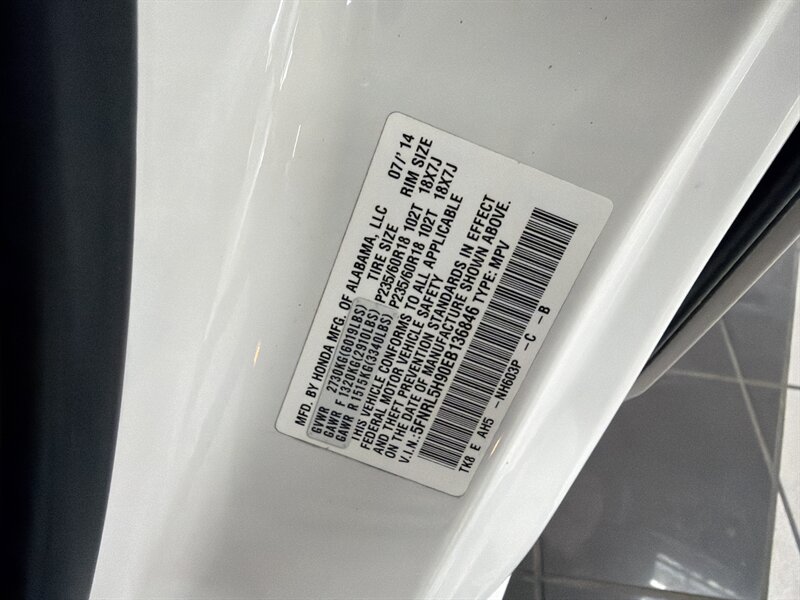 MFD. BY HONDA MFG. OF ALABAMA, LLC 07/'14
TIRE SIZE RIM SIZE
GVWR 2730KG(6019LBS)
GAWR F 1320KG(2910LBS) P235/60R18 102T 18X7J
GAWR R 1515KG(3340LBS) P235/60R18 102T 18X7J
THIS VEHICLE CONFORMS TO ALL APPLICABLE
FEDERAL MOTOR VEHICLE SAFETY
AND THEFT PREVENTION STANDARDS IN EFFECT
ON THE DATE OF MANUFACTURE SHOWN ABOVE.
V.I.N.:5FNRL5H90EB136846 TYPE: MPV
TK8 E AH5 -NH603P -C -B